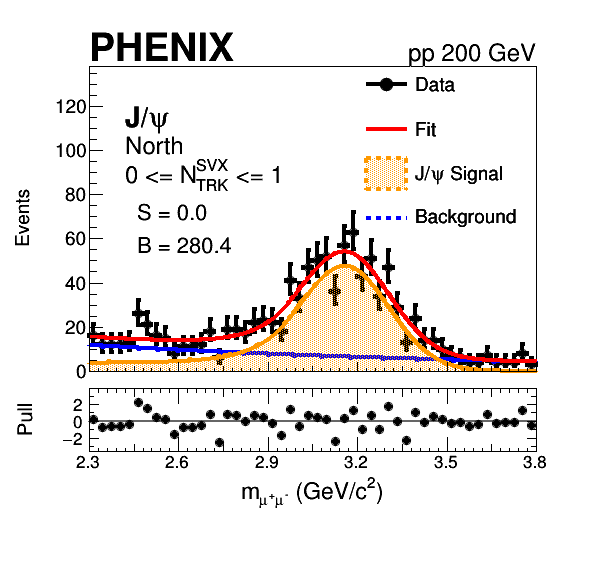 PHENIX pp 200 GeV
Data
J/ψ
Fit
North
0 <= N^SVX_TRK <= 1
J/ψ Signal
S = 0.0
Background
B = 280.4
Events
120
100
80
60
40
20
0
Pull
2
0
−2
2.3 2.6 2.9 3.2 3.5 3.8
m_μ⁺μ⁻ (GeV/c²)